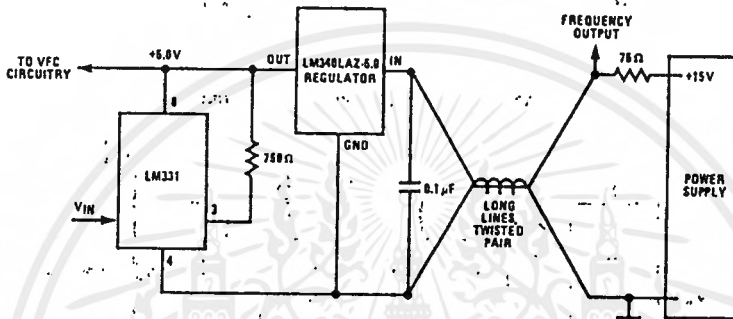 FREQUENCY
OUTPUT
TO VFC
CIRCUITRY
+5.0V
OUT
LM340LAZ-5.0
REGULATOR
IN
75Ω
+15V
8
GND
750Ω
LM331
0.1 μF
POWER
SUPPLY
VIN
3
LONG
LINES,
TWISTED
PAIR
4